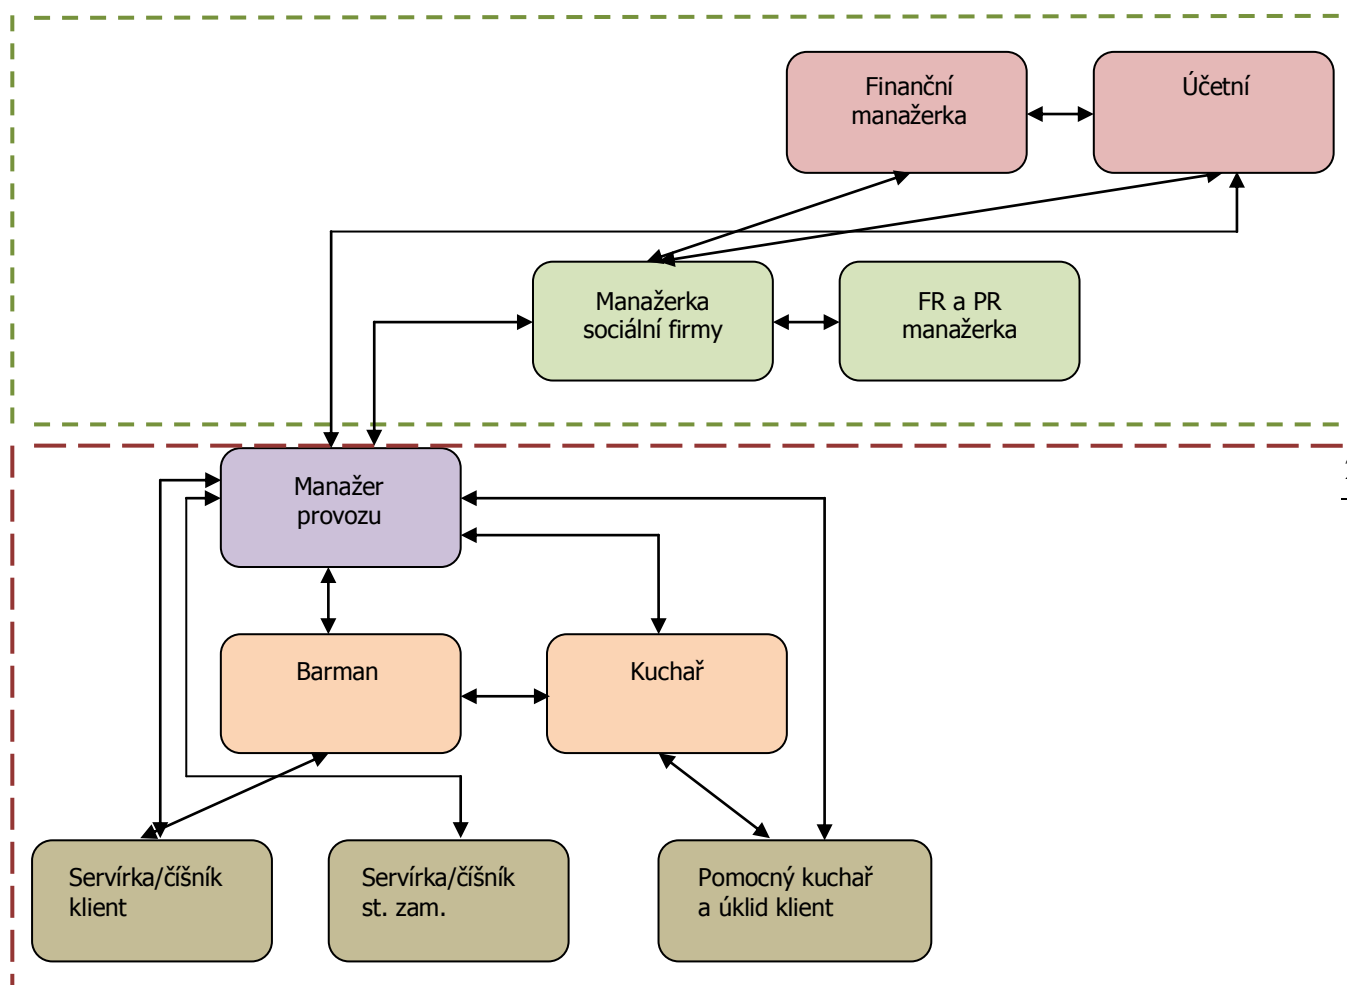 Finanční
manažerka
Účetní
Manažerka
sociální firmy
FR a PR
manažerka
Manažer
provozu
Barman
Kuchař
Servírka/číšník
klient
Servírka/číšník
st. zam.
Pomocný kuchař
a úklid klient